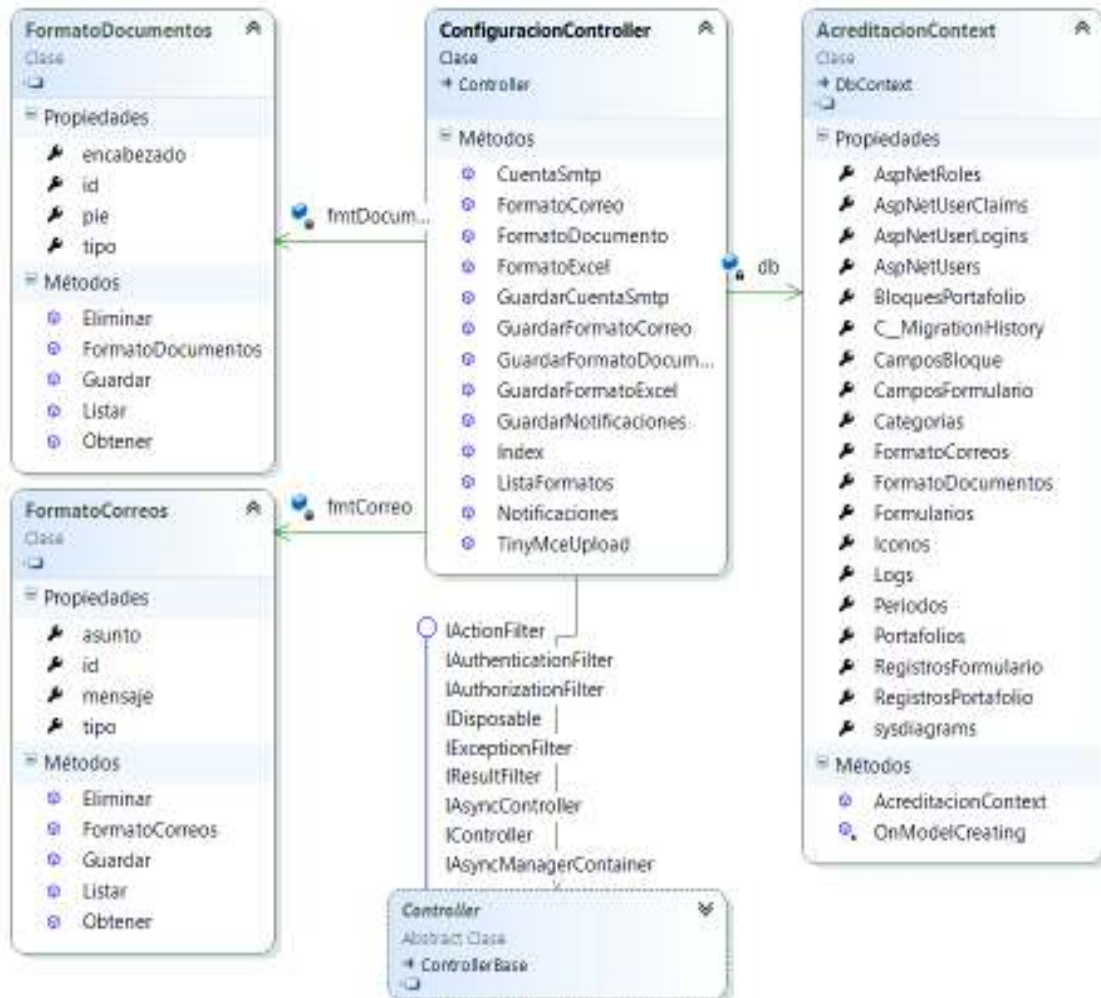 FormatoDocumentos
Clase
Propiedades
encabezado
id
pie
tipo
Métodos
Eliminar
FormatoDocumentos
Guardar
Listar
Obtener
FormatoCorreos
Clase
Propiedades
asunto
id
mensaje
tipo
Métodos
Eliminar
FormatoCorreos
Guardar
Listar
Obtener
fmtDocum...
fmtCorreo
ConfiguracionController
Clase
Controller
Métodos
CuentaSmtp
FormatoCorreo
FormatoDocumento
FormatoExcel
GuardarCuentaSmtp
GuardarFormatoCorreo
GuardarFormatoDocum...
GuardarFormatoExcel
GuardarNotificaciones
Index
ListaFormatos
Notificaciones
TinyMceUpload
IActionFilter
IAuthenticationFilter
IAuthorizationFilter
IDisposable
IExceptionFilter
IResultFilter
IAsyncController
IController
IAsyncManagerContainer
Controller
Abstract Clase
ControllerBase
db
AcreditacionContext
Clase
DbContext
Propiedades
AspNetRoles
AspNetUserClaims
AspNetUserLogins
AspNetUsers
BloquesPortafolio
C__MigrationHistory
CamposBloque
CamposFormulario
Categorias
FormatoCorreos
FormatoDocumentos
Formularios
Iconos
Logs
Periodos
Portafolios
RegistrosFormulario
RegistrosPortafolio
sysdiagrams
Métodos
AcreditacionContext
OnModelCreating